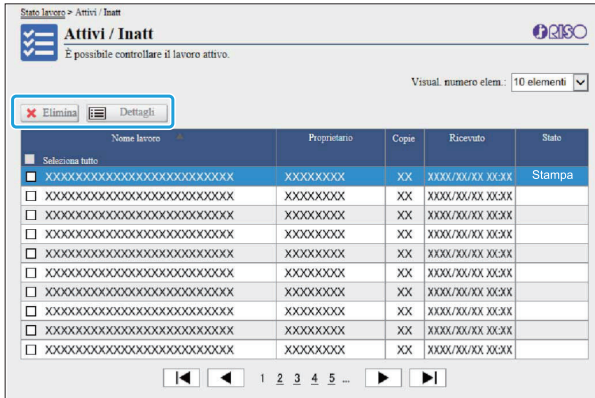 Stato lavoro > Attivi / Inatt
Attivi / Inatt
RISO
È possibile controllare il lavoro attivo.
Visual. numero elem.: 10 elementi
Elimina Dettagli
Nome lavoro Proprietario Copie Ricevuto Stato
Seleziona tutto
XXXXXXXXXXXXXXXXXXXXXXXXX XXXXXXXX XX XXXX/XX/XX XX:XX Stampa
XXXXXXXXXXXXXXXXXXXXXXXXX XXXXXXXX XX XXXX/XX/XX XX:XX
XXXXXXXXXXXXXXXXXXXXXXXXX XXXXXXXX XX XXXX/XX/XX XX:XX
XXXXXXXXXXXXXXXXXXXXXXXXX XXXXXXXX XX XXXX/XX/XX XX:XX
XXXXXXXXXXXXXXXXXXXXXXXXX XXXXXXXX XX XXXX/XX/XX XX:XX
XXXXXXXXXXXXXXXXXXXXXXXXX XXXXXXXX XX XXXX/XX/XX XX:XX
XXXXXXXXXXXXXXXXXXXXXXXXX XXXXXXXX XX XXXX/XX/XX XX:XX
XXXXXXXXXXXXXXXXXXXXXXXXX XXXXXXXX XX XXXX/XX/XX XX:XX
XXXXXXXXXXXXXXXXXXXXXXXXX XXXXXXXX XX XXXX/XX/XX XX:XX
XXXXXXXXXXXXXXXXXXXXXXXXX XXXXXXXX XX XXXX/XX/XX XX:XX
1 2 3 4 5 ...